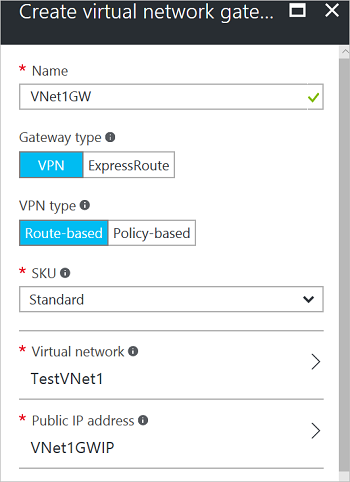 Create virtual network gate...
* Name
VNet1GW
Gateway type
VPN ExpressRoute
VPN type
Route-based Policy-based
* SKU
Standard
* Virtual network
TestVNet1
* Public IP address
VNet1GWIP